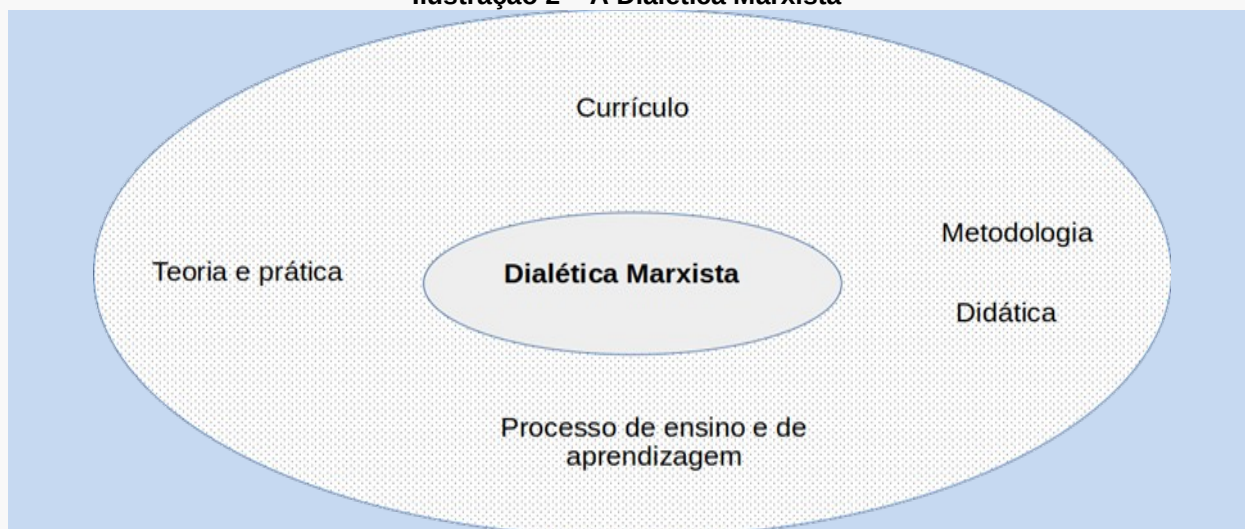 Ilustração 2 – A Dialética Marxista
Currículo
Metodologia
Teoria e prática
Dialética Marxista
Didática
Processo de ensino e de
aprendizagem